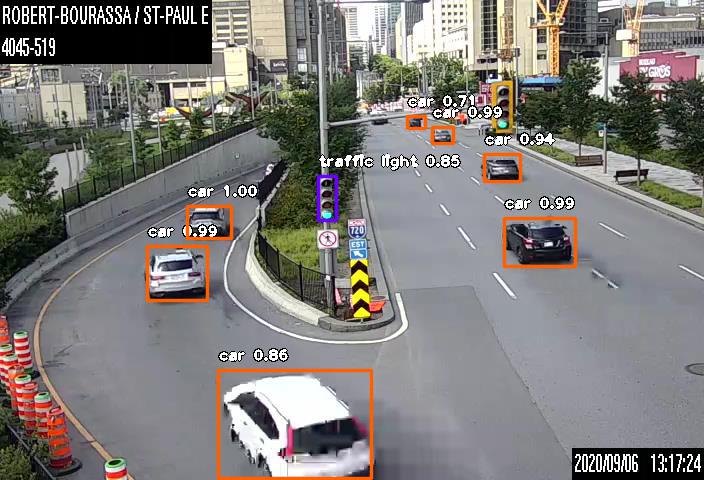 ROBERT-BOURASSA / ST-PAUL E
4045-519
car 0.71
car 0.99
car 0.94
traffic light 0.85
car 1.00
car 0.99
car 0.99
720
EST
car 0.86
2020/09/06 13:17:24